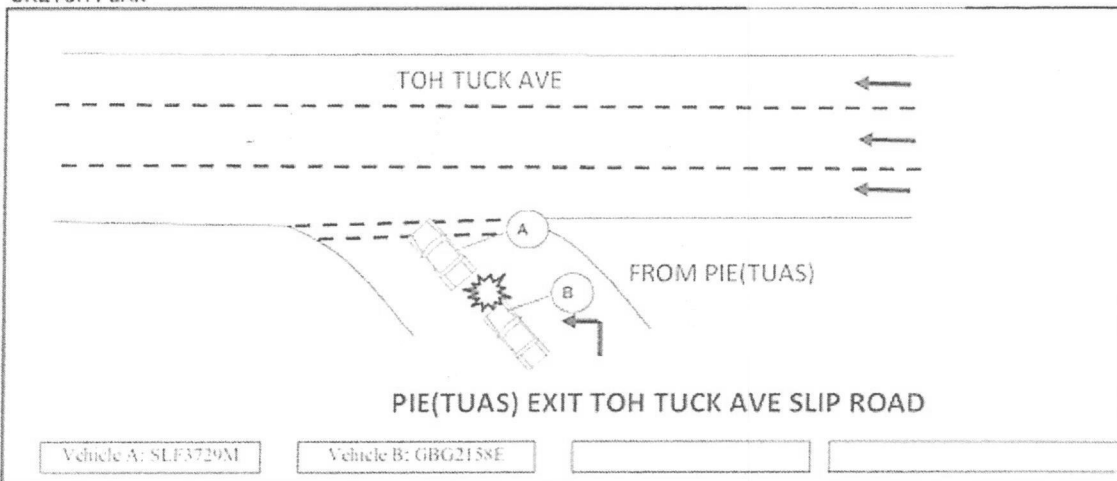 TOH TUCK AVE
A
FROM PIE(TUAS)
B
PIE(TUAS) EXIT TOH TUCK AVE SLIP ROAD
Vehicle A: SLF3729M
Vehicle B: GBG2158E